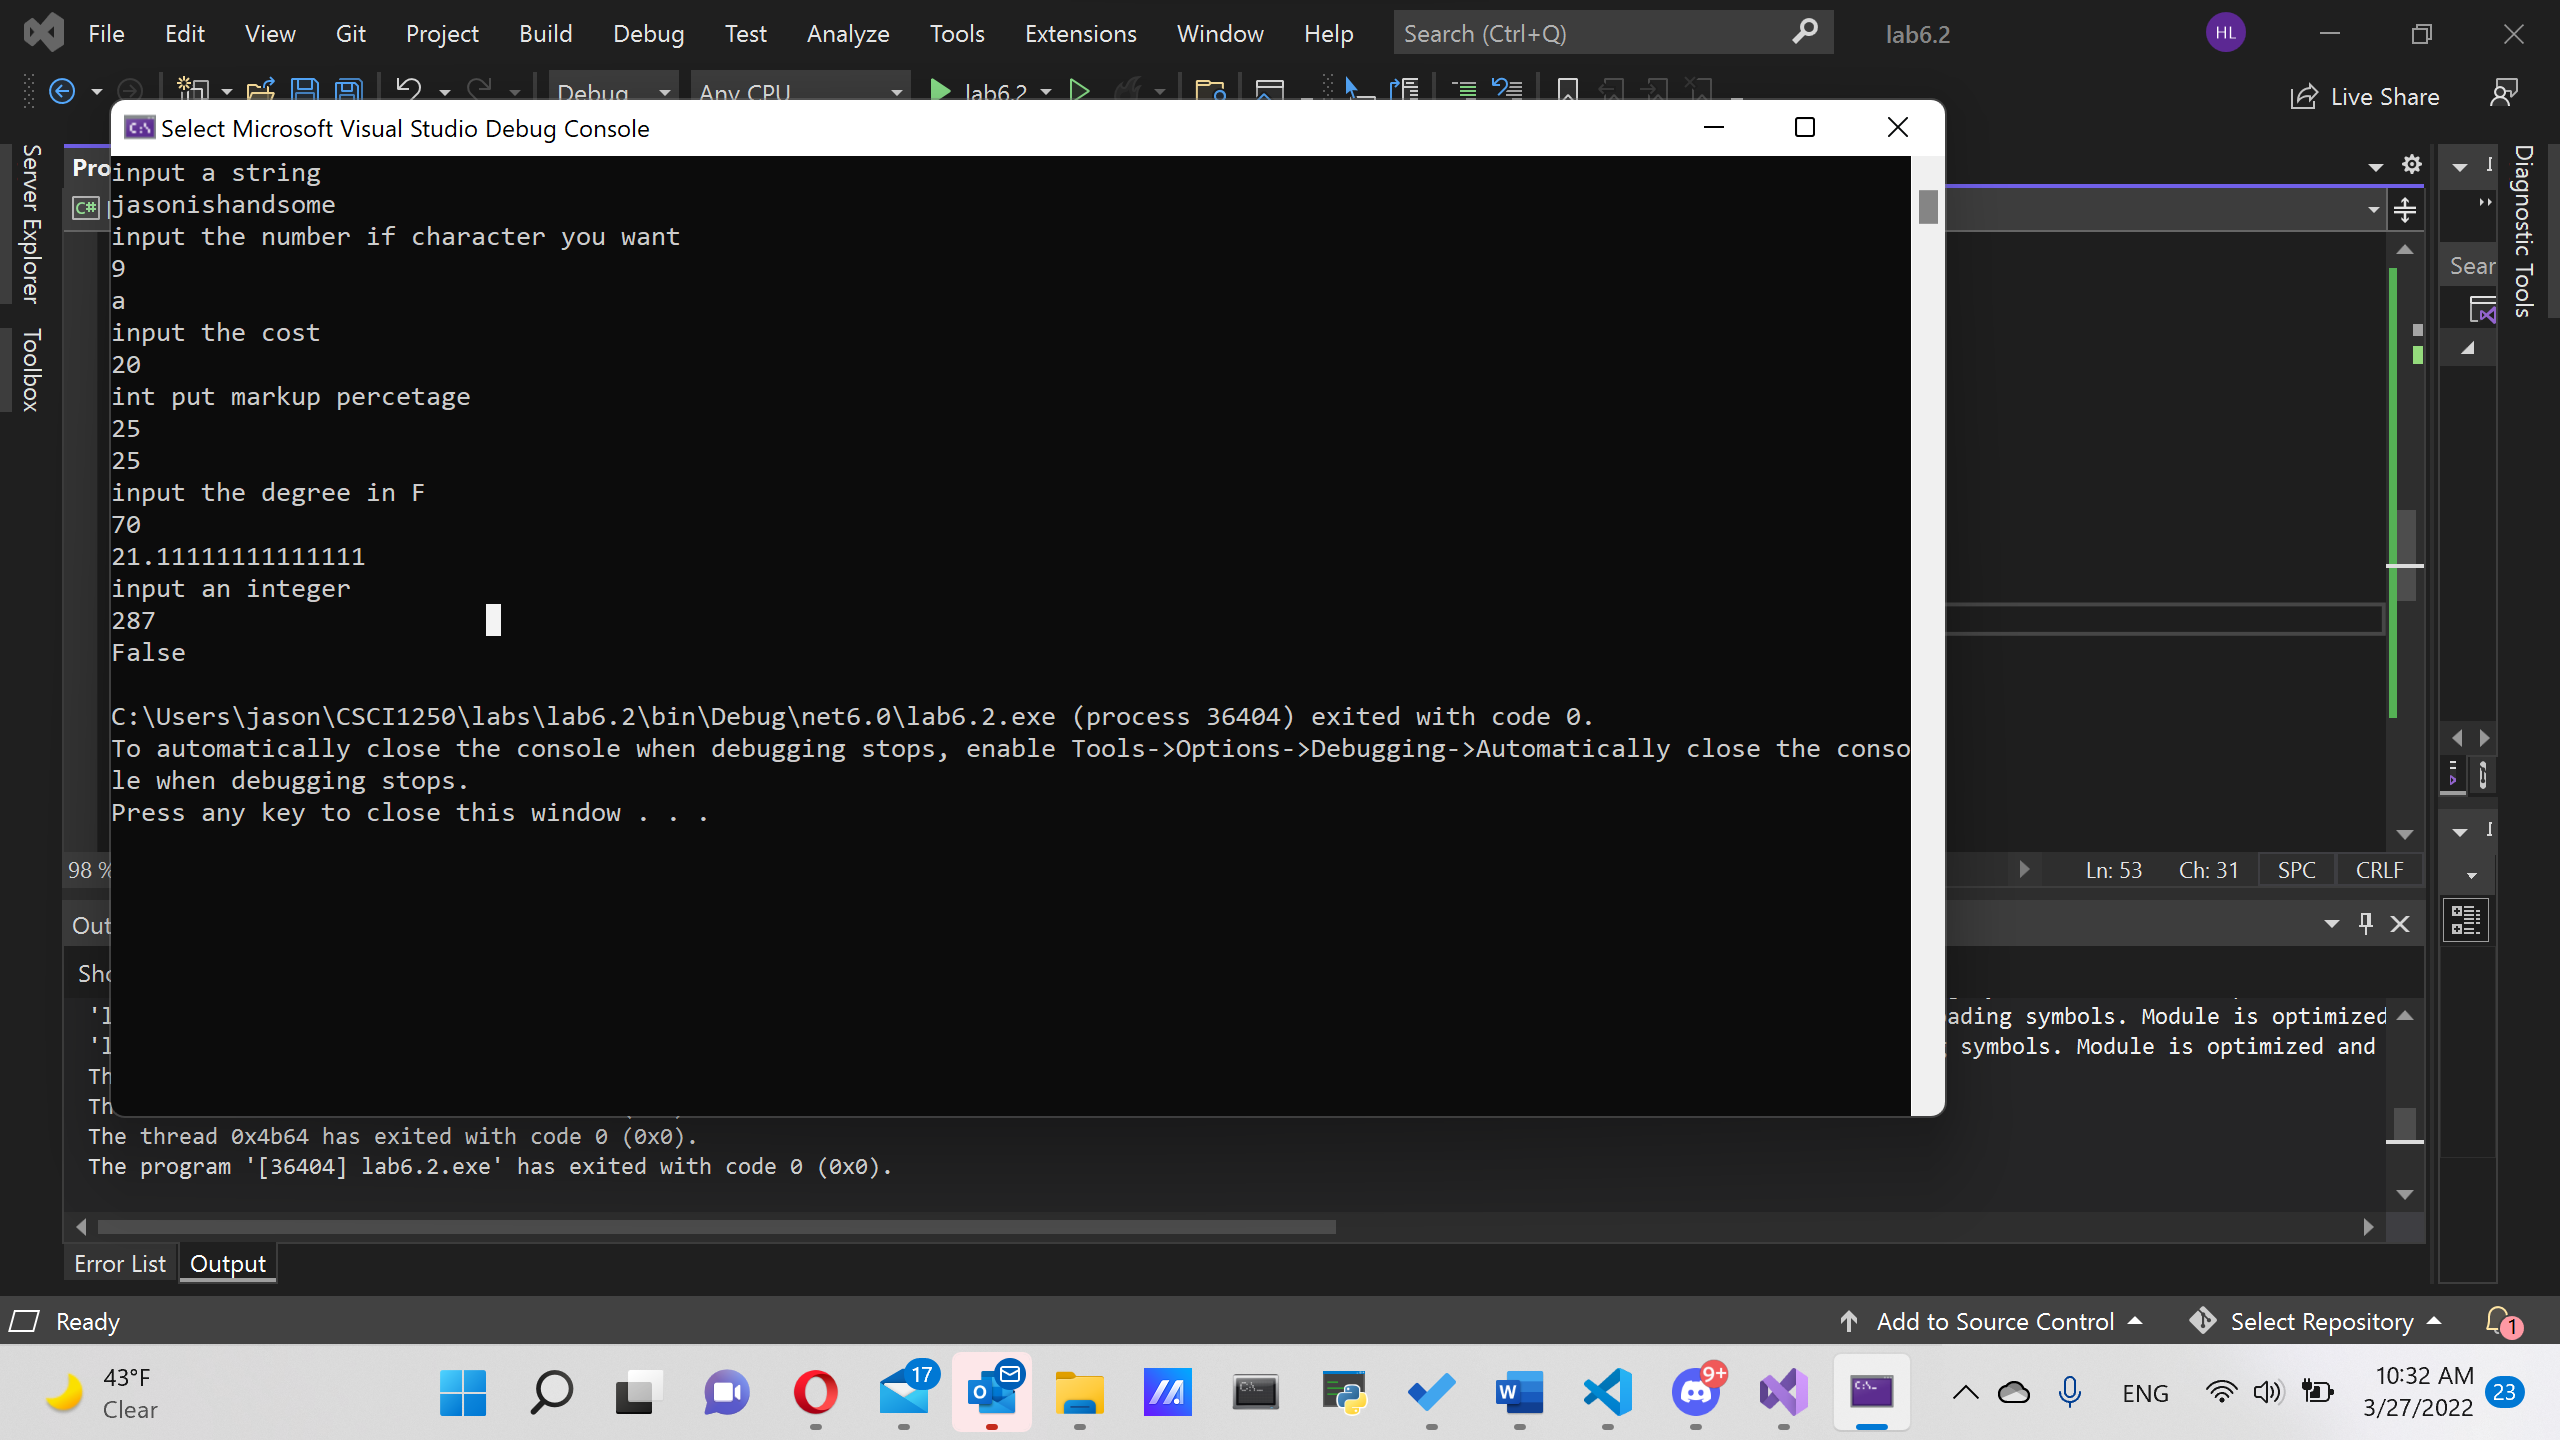 File Edit View Git Project Build Debug Test Analyze Tools Extensions Window Help Search (Ctrl+Q) lab6.2 HL
Debug Any CPU lab6.2 Live Share
Select Microsoft Visual Studio Debug Console
Server Explorer
Toolbox
Diagnostic Tools
Pro
C#
Sear
input a string
jasonishandsome
input the number if character you want
9
a
input the cost
20
int put markup percetage
25
25
input the degree in F
70
21.11111111111111
input an integer
287
False
C:\Users\jason\CSCI1250\labs\lab6.2\bin\Debug\net6.0\lab6.2.exe (process 36404) exited with code 0.
To automatically close the console when debugging stops, enable Tools->Options->Debugging->Automatically close the conso
le when debugging stops.
Press any key to close this window . . .
98 % Ln: 53 Ch: 31 SPC CRLF
Out
Sho
'l ading symbols. Module is optimized
'l symbols. Module is optimized and
Th
Th
The thread 0x4b64 has exited with code 0 (0x0).
The program '[36404] lab6.2.exe' has exited with code 0 (0x0).
Error List Output
Ready Add to Source Control Select Repository 1
43°F
Clear
17
9+
ENG
10:32 AM
3/27/2022
23